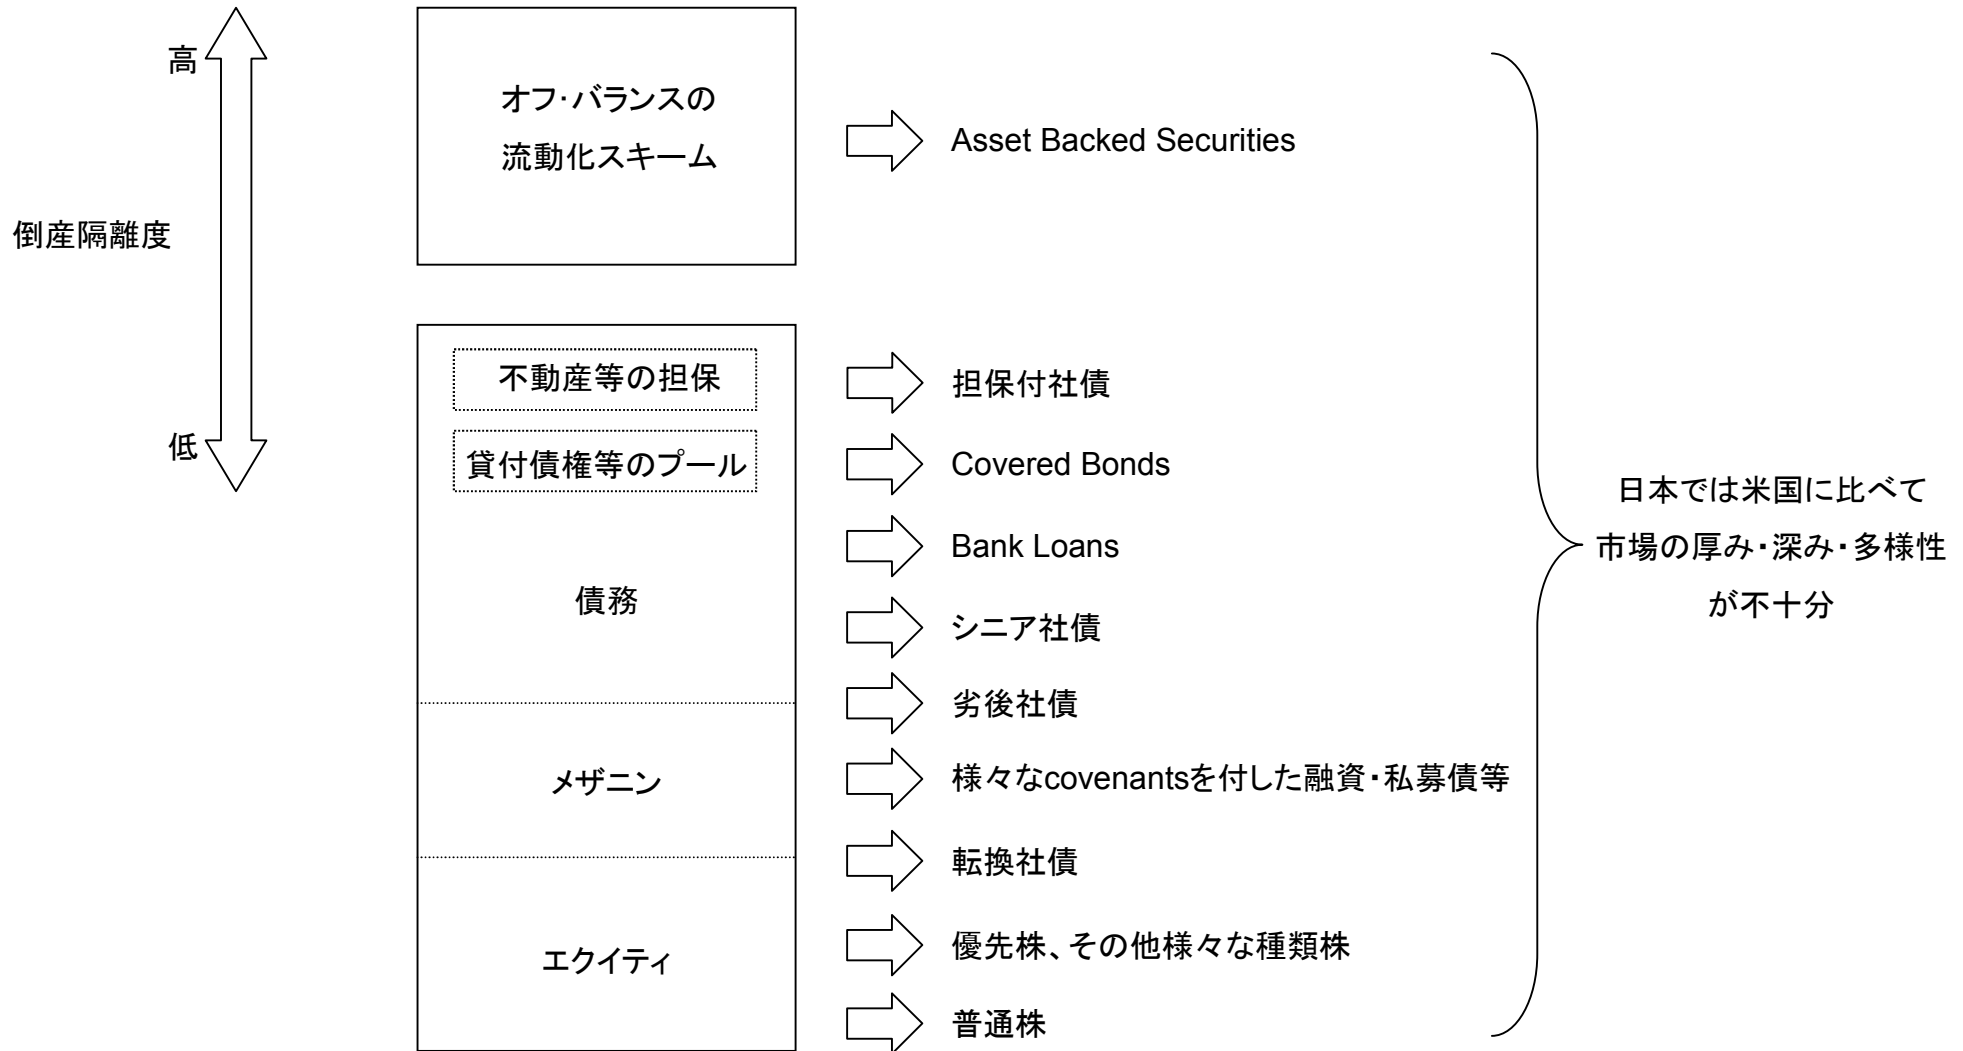 高
倒産隔離度
低
オフ・バランスの
流動化スキーム
Asset Backed Securities
不動産等の担保
担保付社債
貸付債権等のプール
Covered Bonds
Bank Loans
債務
シニア社債
劣後社債
メザニン
様々なcovenantsを付した融資・私募債等
転換社債
エクイティ
優先株、その他様々な種類株
普通株
日本では米国に比べて
市場の厚み・深み・多様性
が不十分